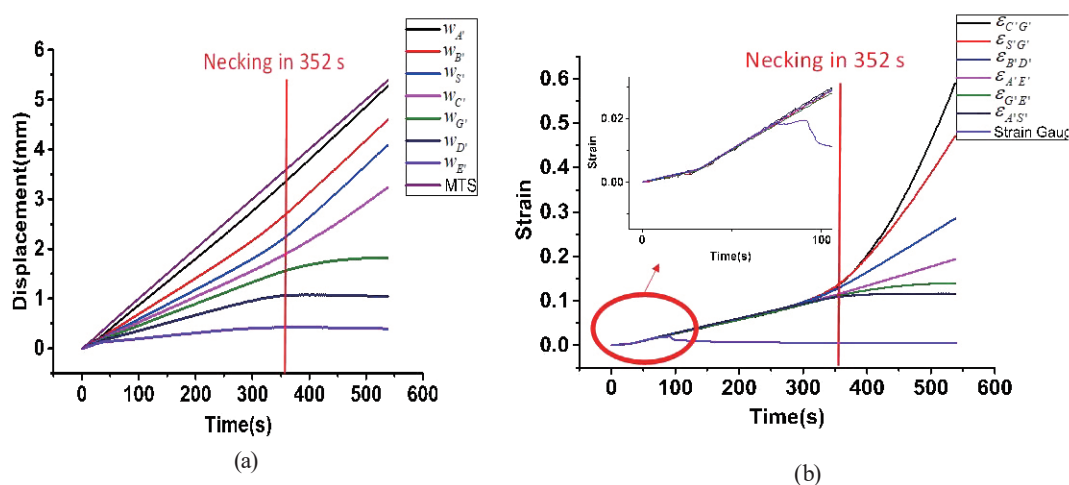 w_A'
w_B'
w_S'
w_C'
w_G'
w_D'
w_E'
MTS
Necking in 352 s
Displacement(mm)
6
5
4
3
2
1
0
0 100 200 300 400 500 600
Time(s)
(a)
ε_C'G'
ε_S'G'
ε_B'D'
ε_A'E'
ε_G'E'
ε_A'S'
Strain Gaug
Necking in 352 s
Strain
0.6
0.5
0.4
0.3
0.2
0.1
0.0
0 100 200 300 400 500 600
Time(s)
Strain
0.02
0.00
0 100
Time(s)
(b)